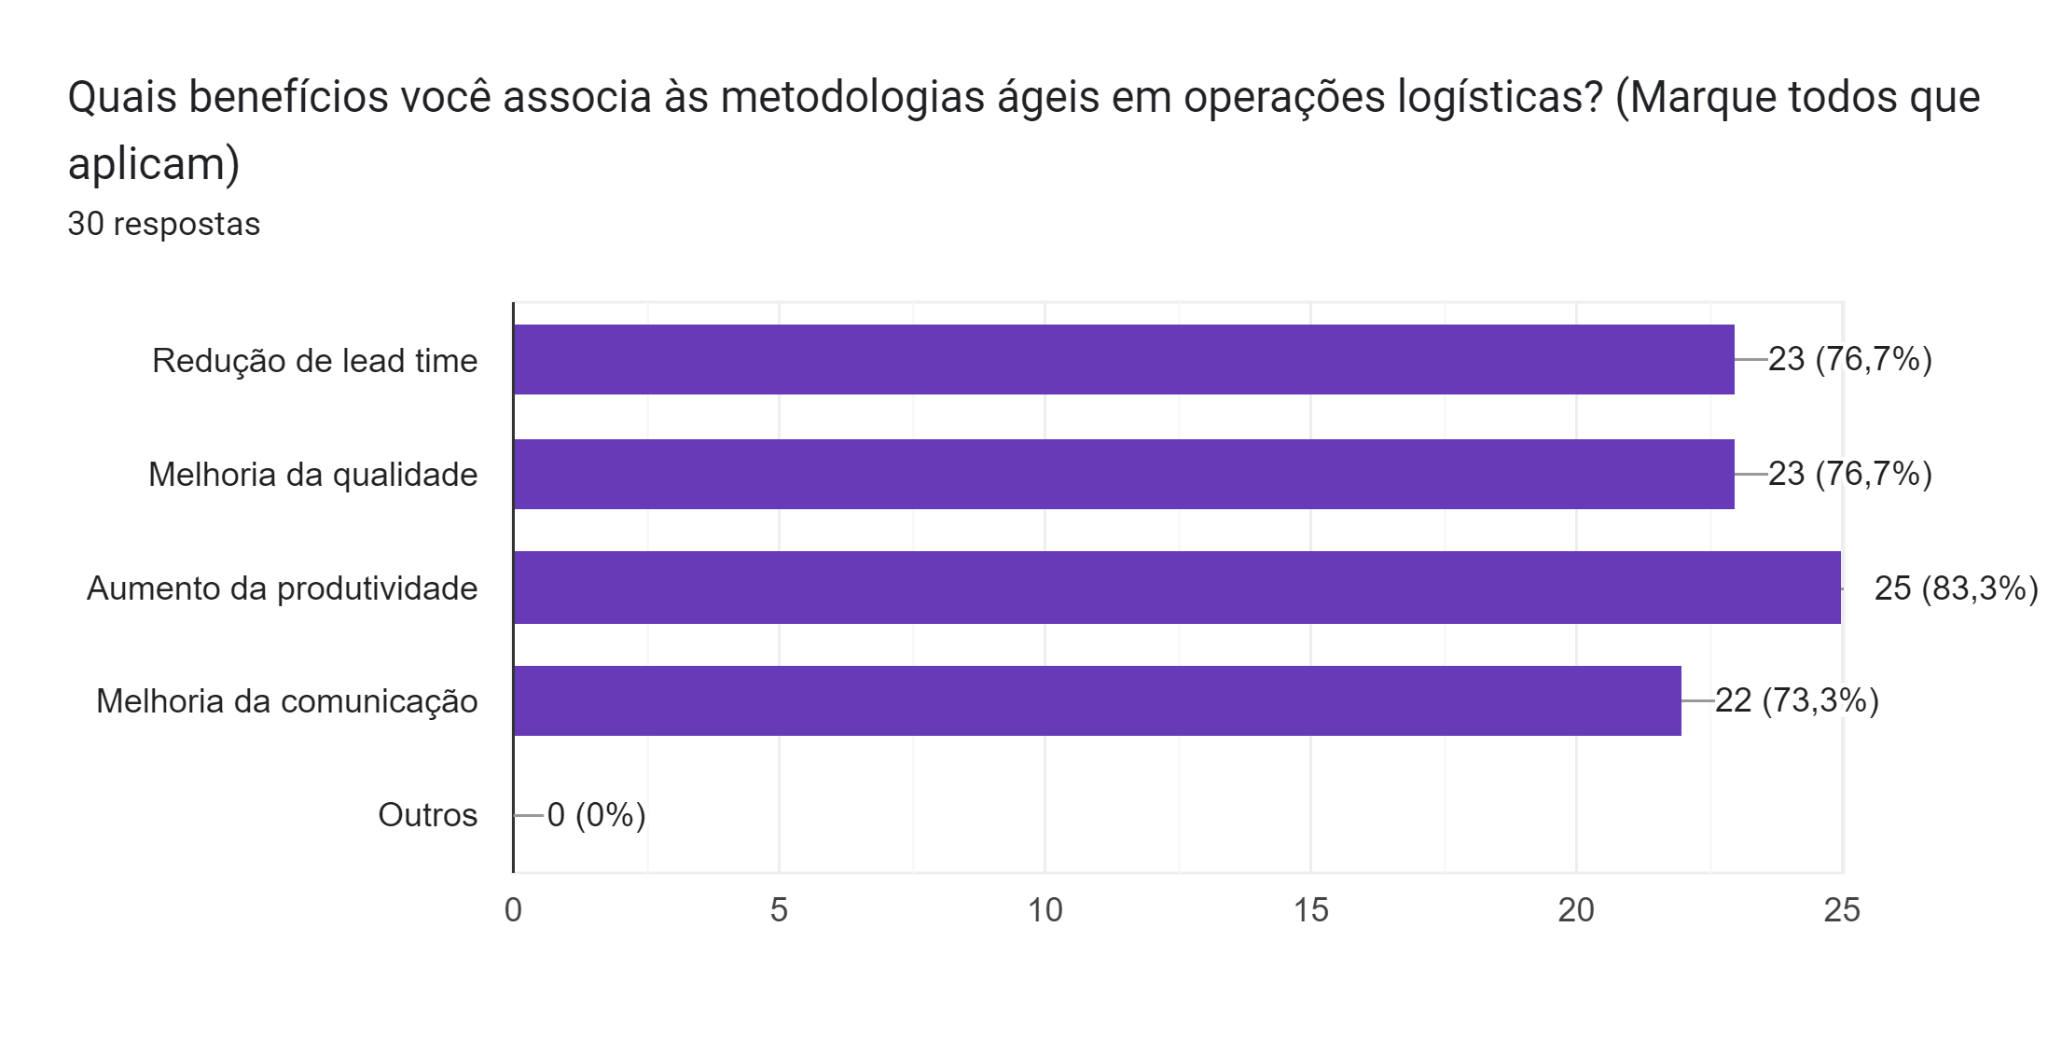 Quais benefícios você associa às metodologias ágeis em operações logísticas? (Marque todos que
aplicam)
30 respostas
Redução de lead time
23 (76,7%)
Melhoria da qualidade
23 (76,7%)
Aumento da produtividade
25 (83,3%)
Melhoria da comunicação
22 (73,3%)
Outros
0 (0%)
0 5 10 15 20 25